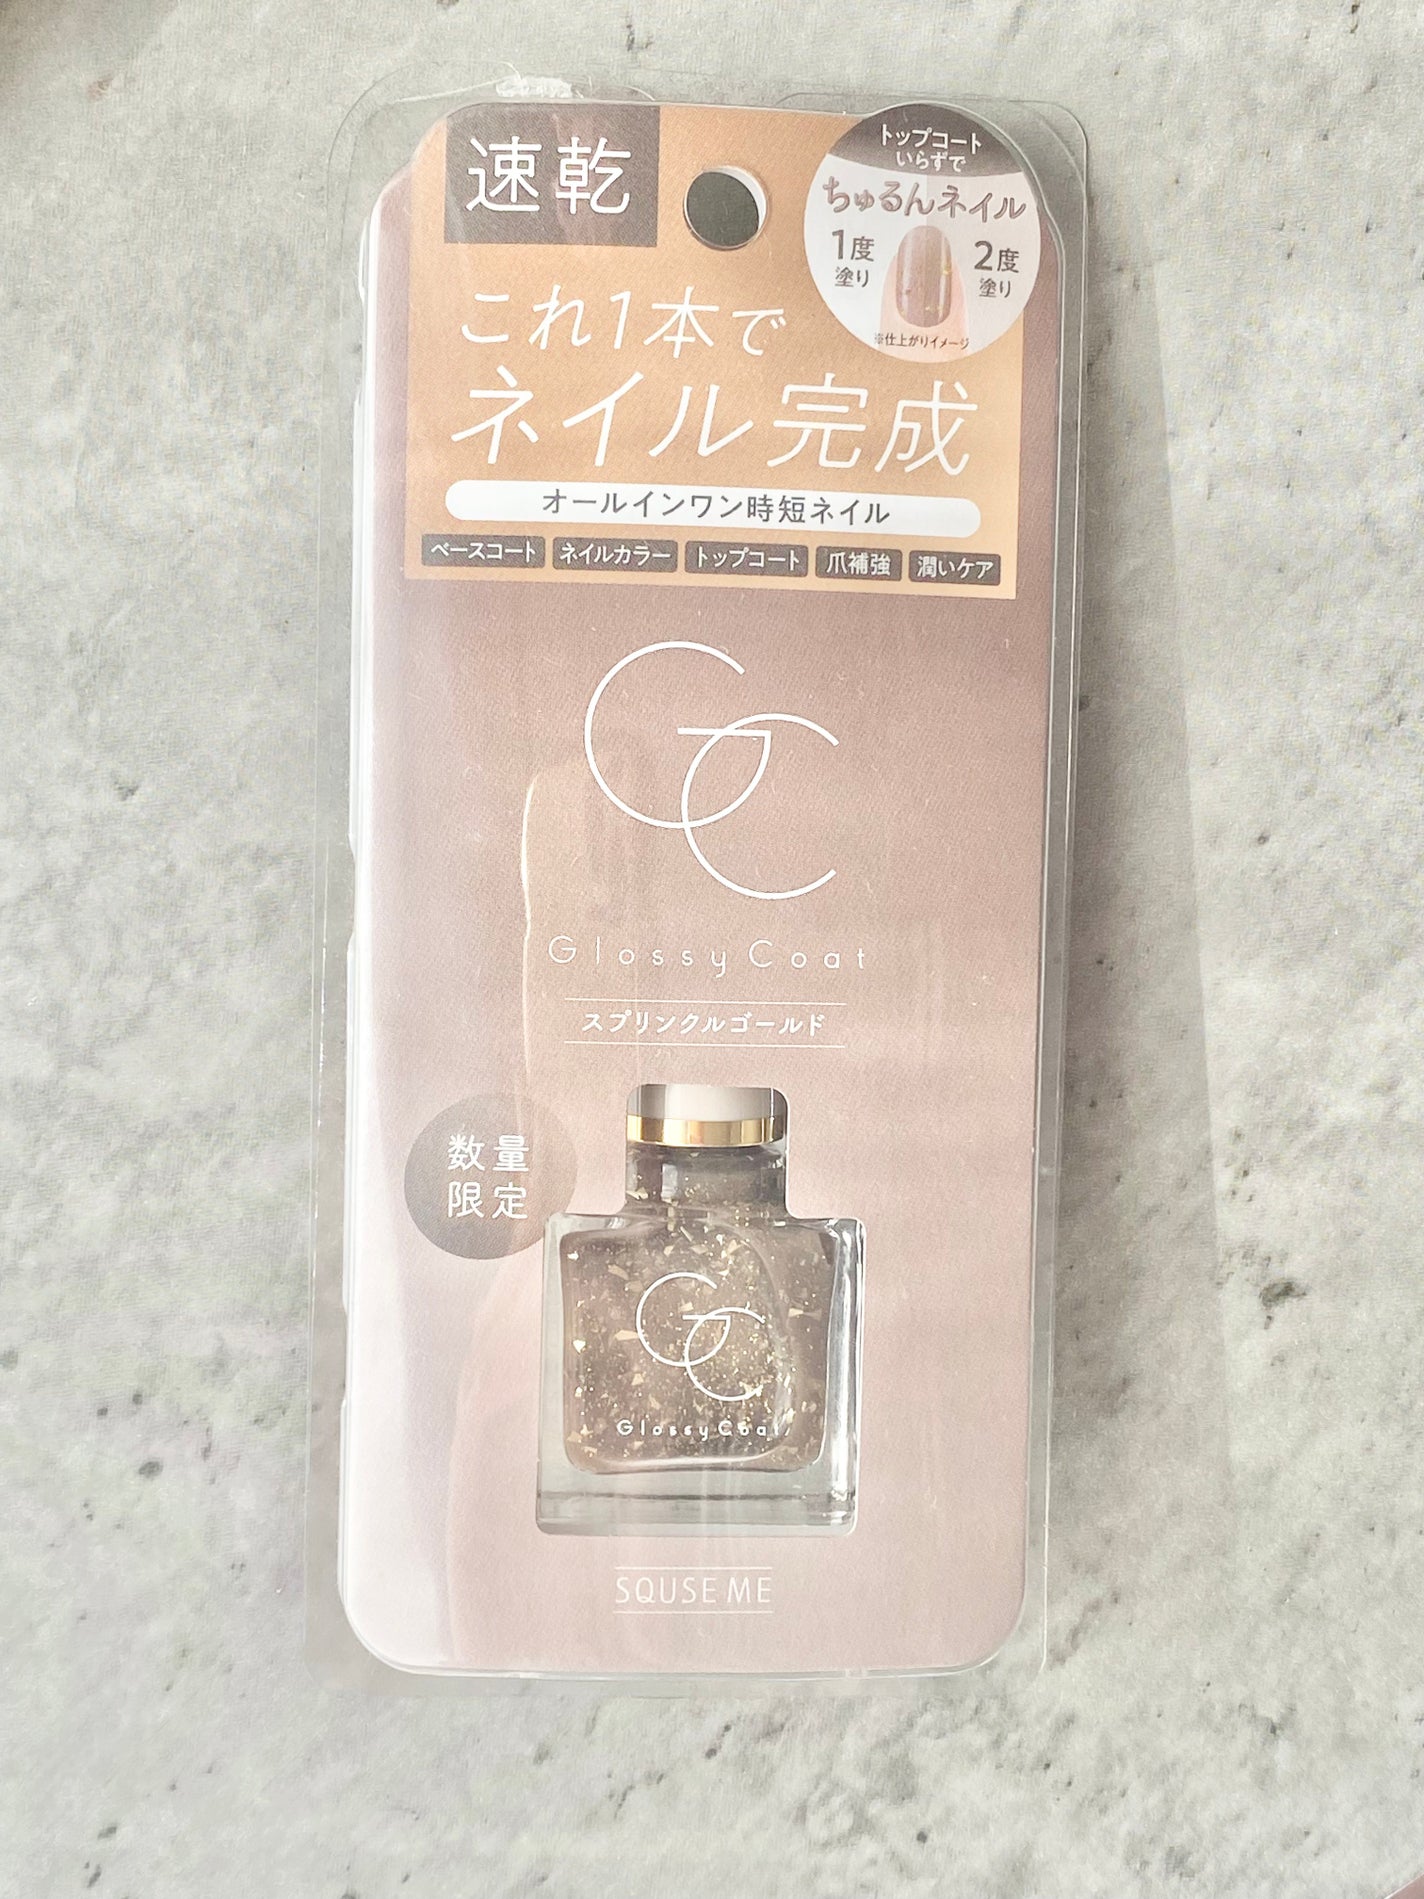 速乾
トップコート
いらずで
ちゅるんネイル
1度
塗り
2度
塗り
※仕上がりイメージ
これ1本で
ネイル完成
オールインワン時短ネイル
ベースコート ネイルカラー トップコート 爪補強 潤いケア
GC
Glossy Coat
スプリンクルゴールド
数量
限定
GC
Glossy Coat
SQUSE ME